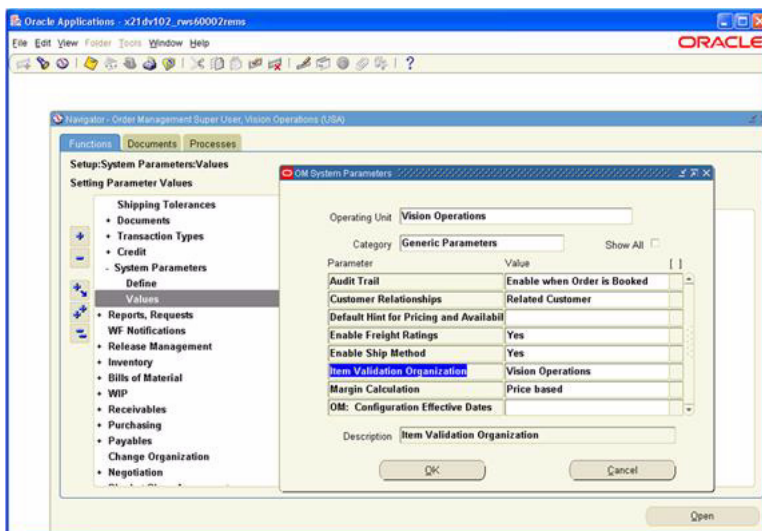 Oracle Applications - x21dv102_rws60002rems
File Edit View Folder Tools Window Help
ORACLE
Navigator - Order Management Super User, Vision Operations (USA)
Functions Documents Processes
Setup:System Parameters:Values
Setting Parameter Values
Shipping Tolerances
+ Documents
+ Transaction Types
+ Credit
- System Parameters
Define
Values
+ Reports, Requests
WF Notifications
+ Release Management
+ Inventory
+ Bills of Material
+ WIP
+ Receivables
+ Purchasing
+ Payables
Change Organization
+ Negotiation
OM System Parameters
Operating Unit Vision Operations
Category Generic Parameters Show All
Parameter Value [ ]
Audit Trail Enable when Order is Booked
Customer Relationships Related Customer
Default Hint for Pricing and Availabil
Enable Freight Ratings Yes
Enable Ship Method Yes
Item Validation Organization Vision Operations
Margin Calculation Price based
OM: Configuration Effective Dates
Description Item Validation Organization
OK Cancel
Open